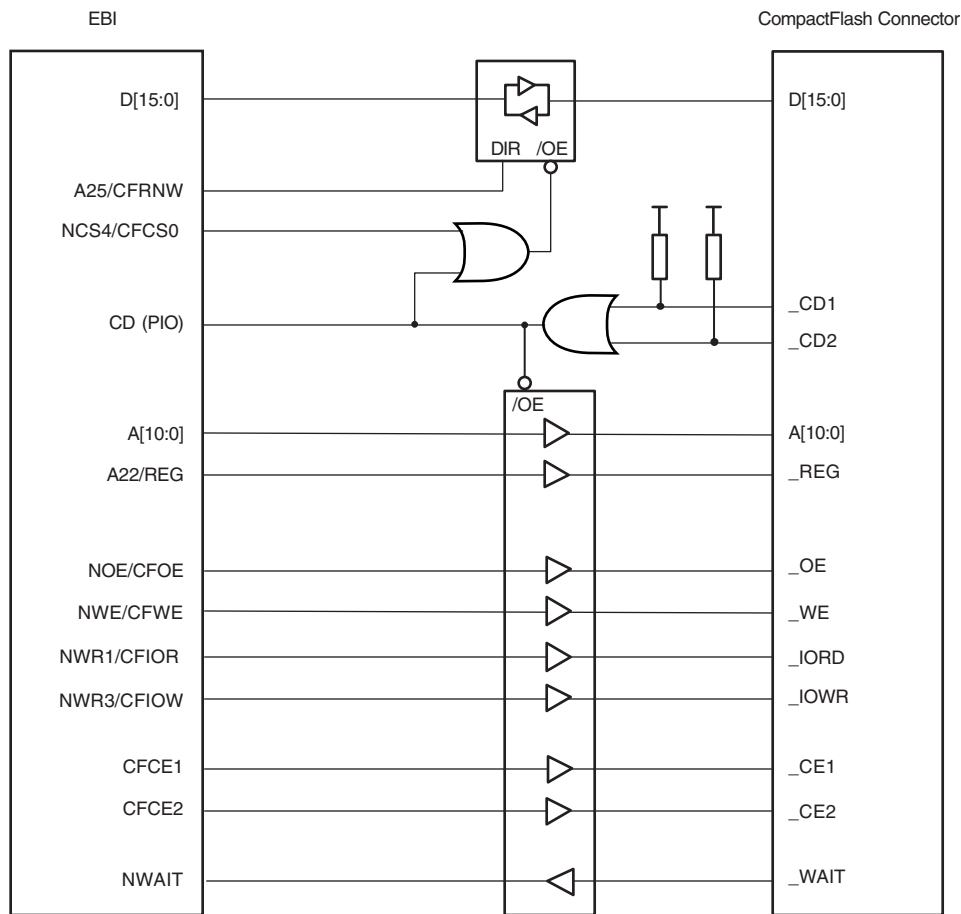 EBI
CompactFlash Connector
D[15:0]
D[15:0]
DIR /OE
A25/CFRNW
NCS4/CFCS0
_CD1
CD (PIO)
_CD2
/OE
A[10:0]
A[10:0]
A22/REG
_REG
NOE/CFOE
_OE
NWE/CFWE
_WE
NWR1/CFIOR
_IORD
NWR3/CFIOW
_IOWR
CFCE1
_CE1
CFCE2
_CE2
NWAIT
_WAIT